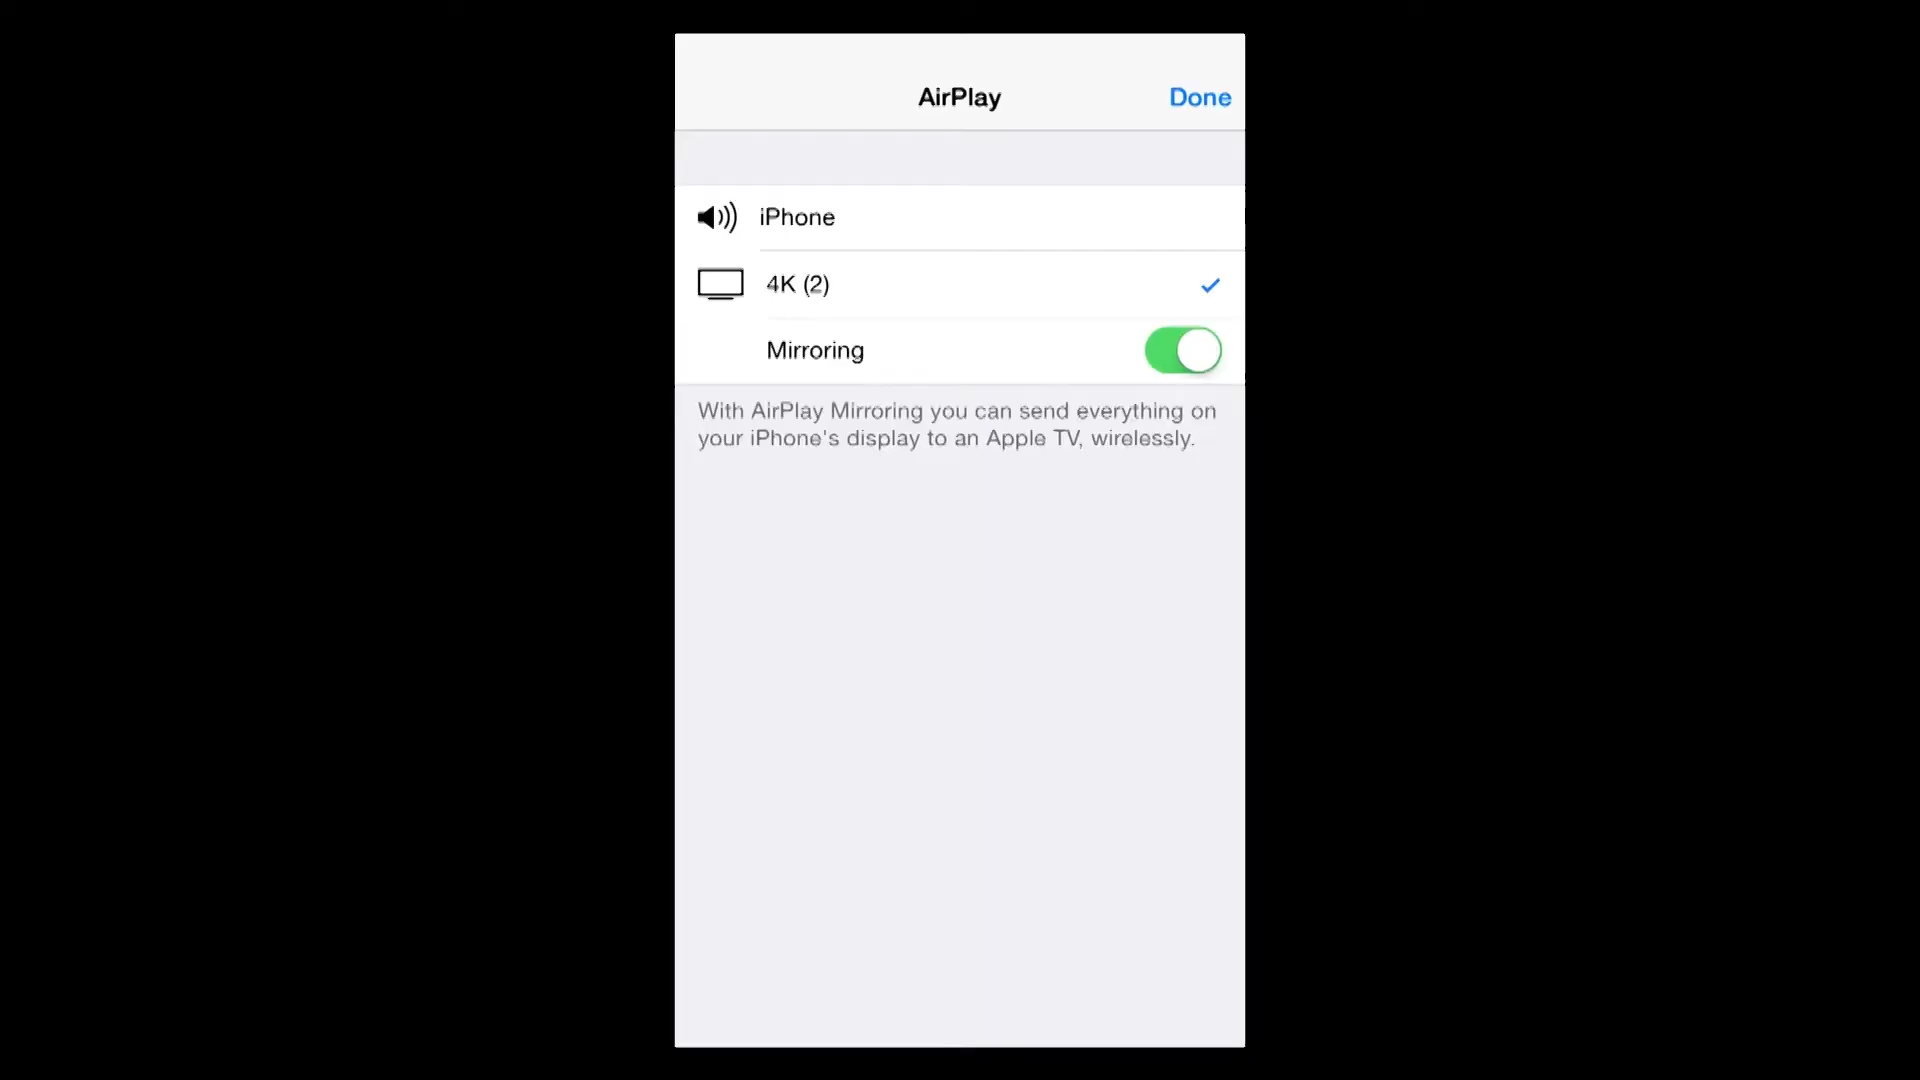 AirPlay
Done
iPhone
4K (2)
Mirroring
With AirPlay Mirroring you can send everything on
your iPhone's display to an Apple TV, wirelessly.